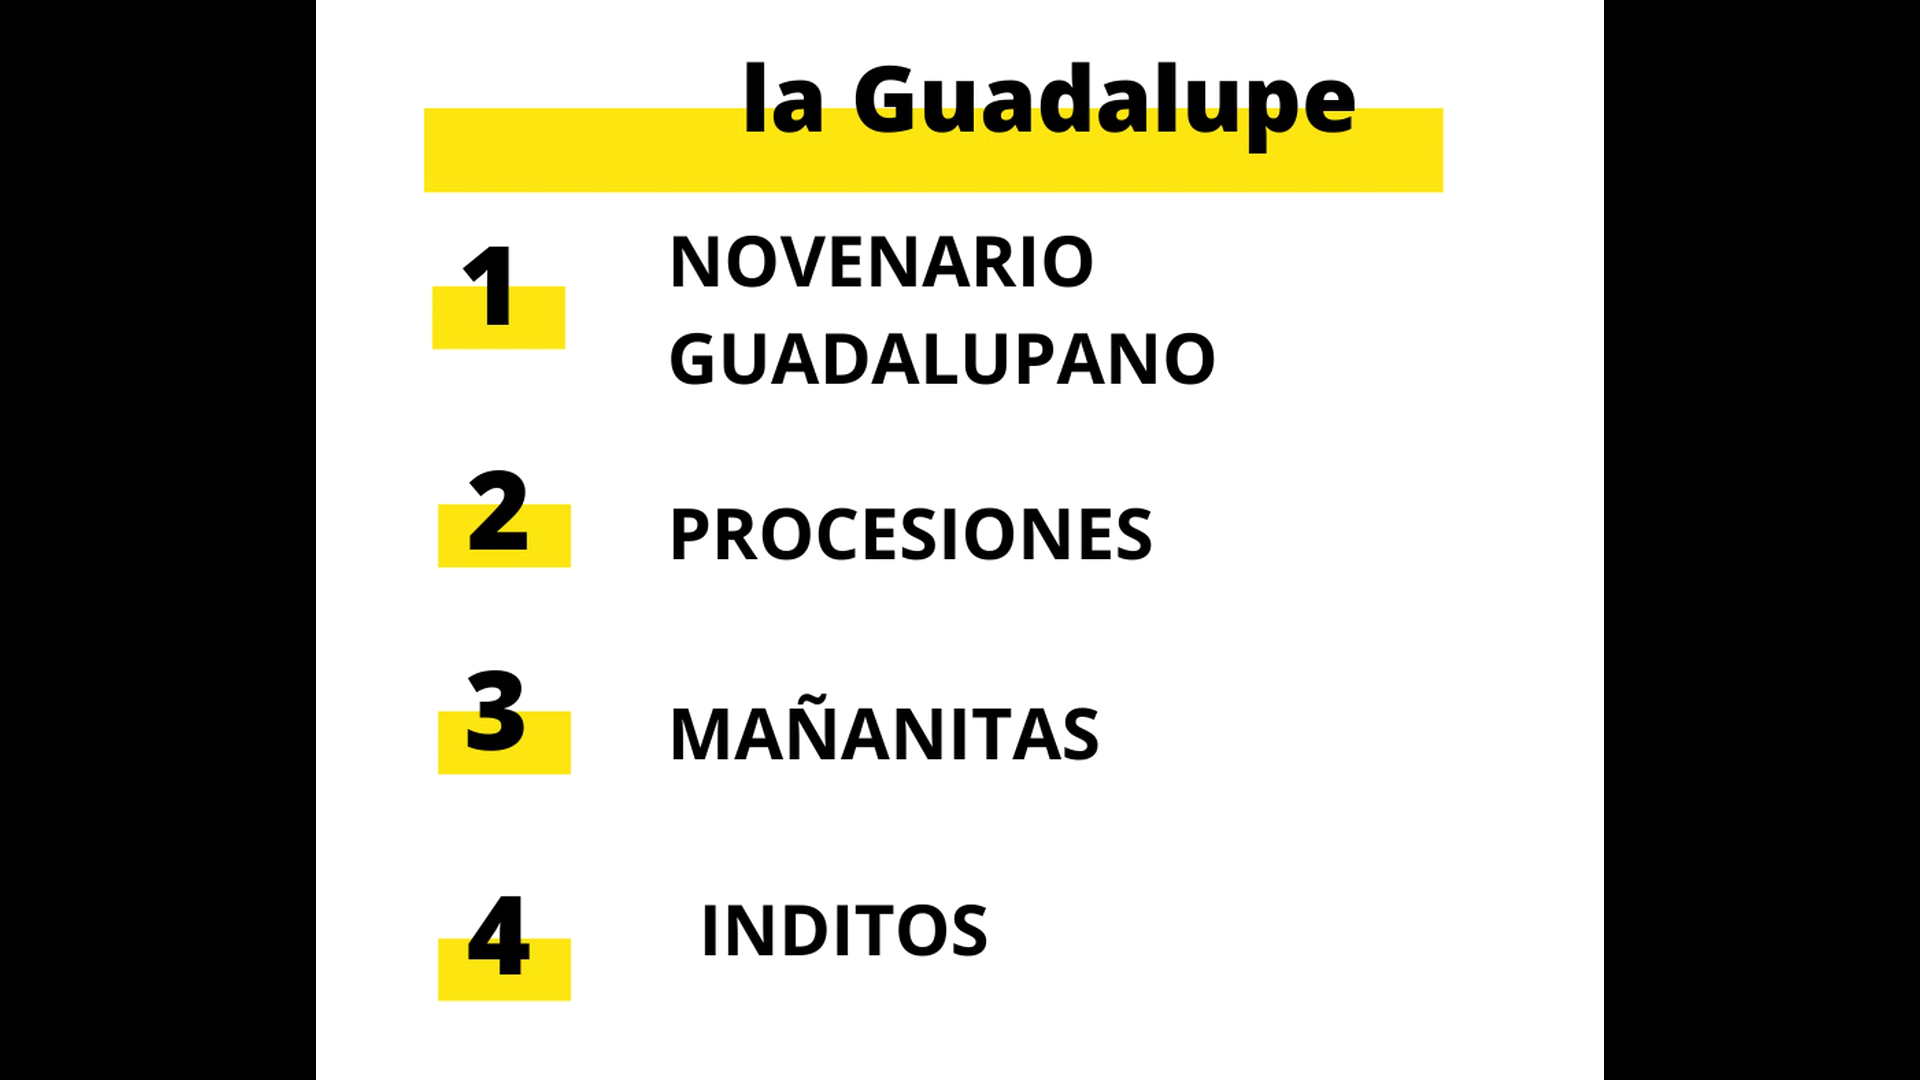 la Guadalupe
1
NOVENARIO
GUADALUPANO
2
PROCESIONES
3
MAÑANITAS
4
INDITOS